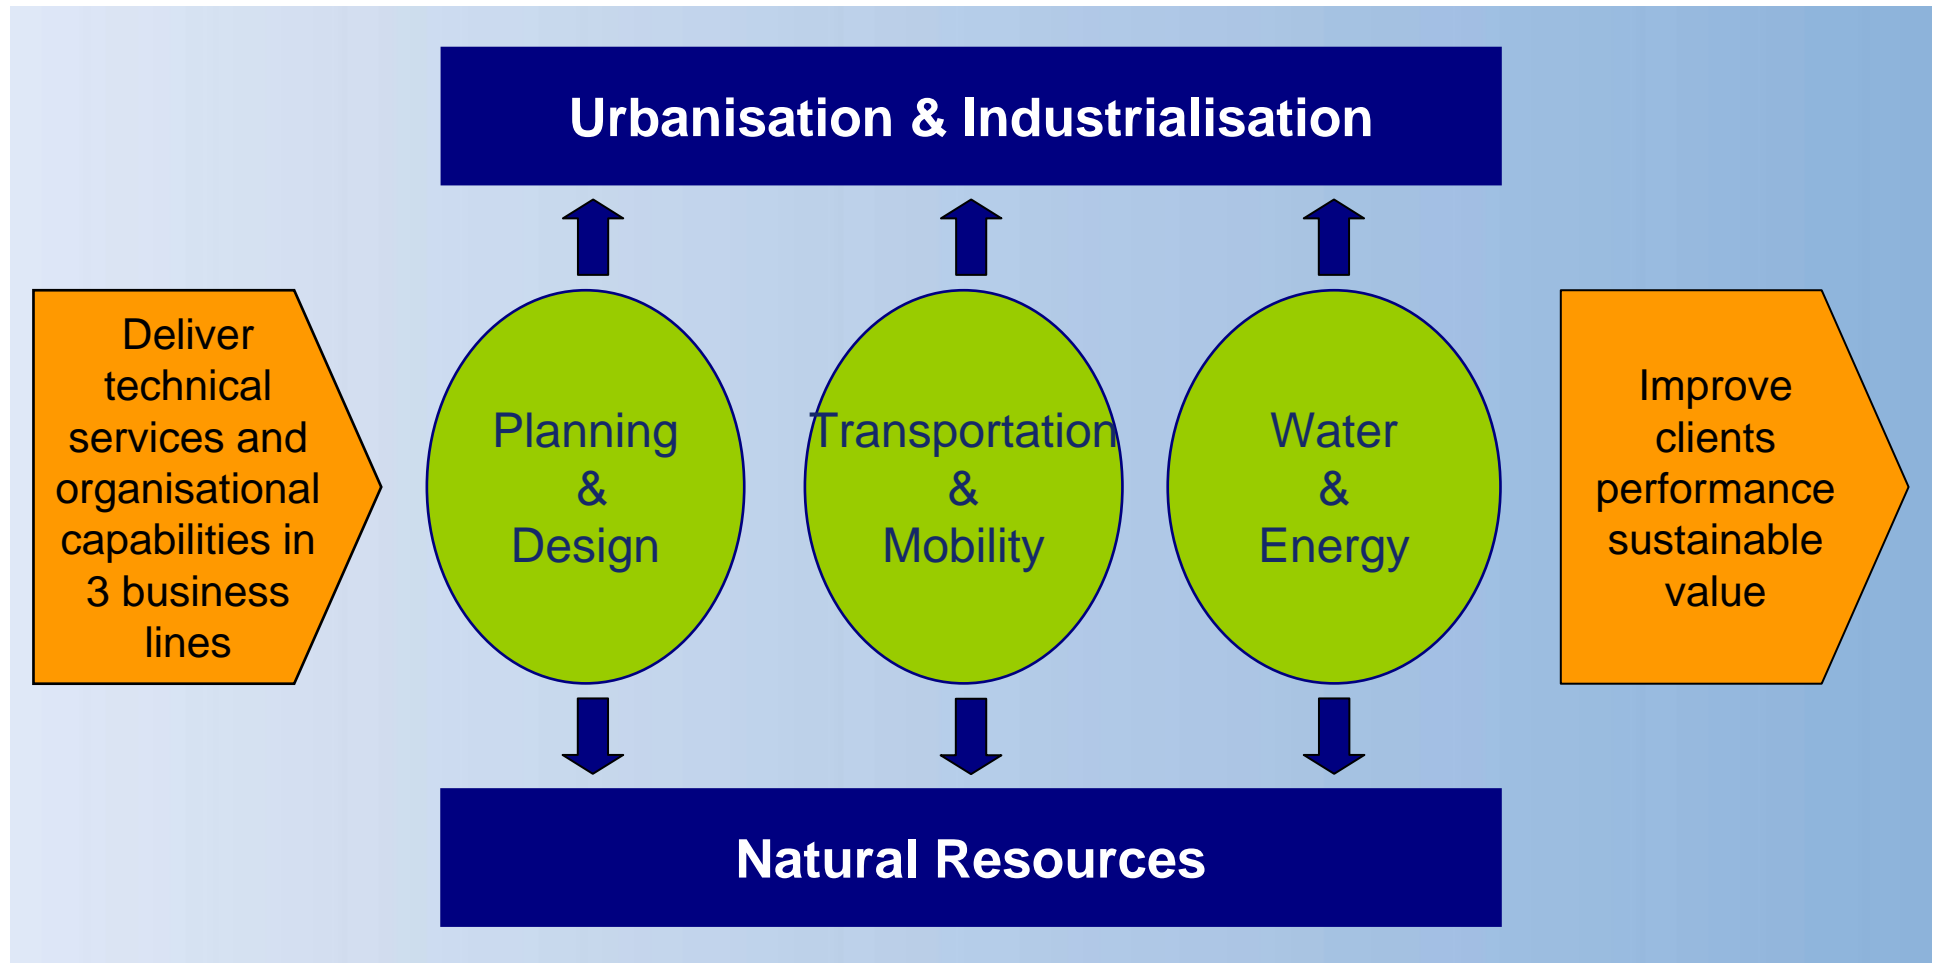 Urbanisation & Industrialisation
Deliver
technical
services and
organisational
capabilities in
3 business
lines
Planning
&
Design
Transportation
&
Mobility
Water
&
Energy
Improve
clients
performance
sustainable
value
Natural Resources